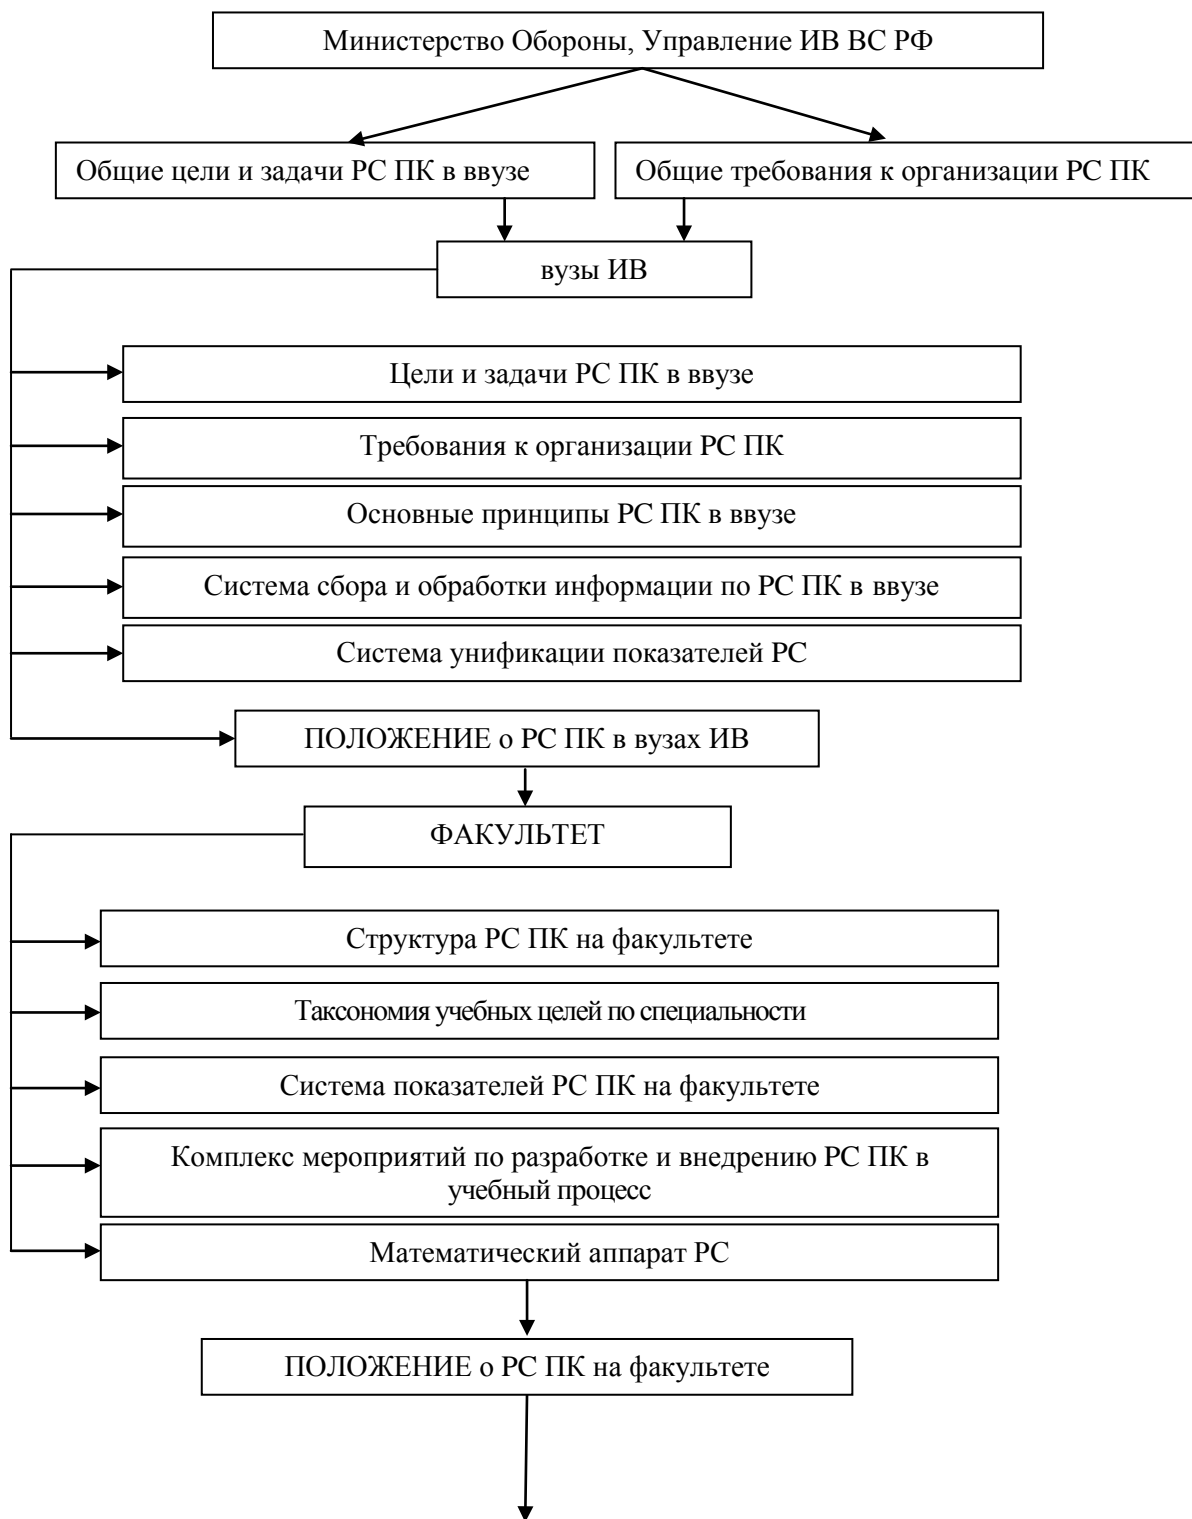 Министерство Обороны, Управление ИВ ВС РФ
Общие цели и задачи РС ПК в ввузе
Общие требования к организации РС ПК
вузы ИВ
Цели и задачи РС ПК в ввузе
Требования к организации РС ПК
Основные принципы РС ПК в ввузе
Система сбора и обработки информации по РС ПК в ввузе
Система унификации показателей РС
ПОЛОЖЕНИЕ о РС ПК в вузах ИВ
ФАКУЛЬТЕТ
Структура РС ПК на факультете
Таксономия учебных целей по специальности
Система показателей РС ПК на факультете
Комплекс мероприятий по разработке и внедрению РС ПК в
учебный процесс
Математический аппарат РС
ПОЛОЖЕНИЕ о РС ПК на факультете